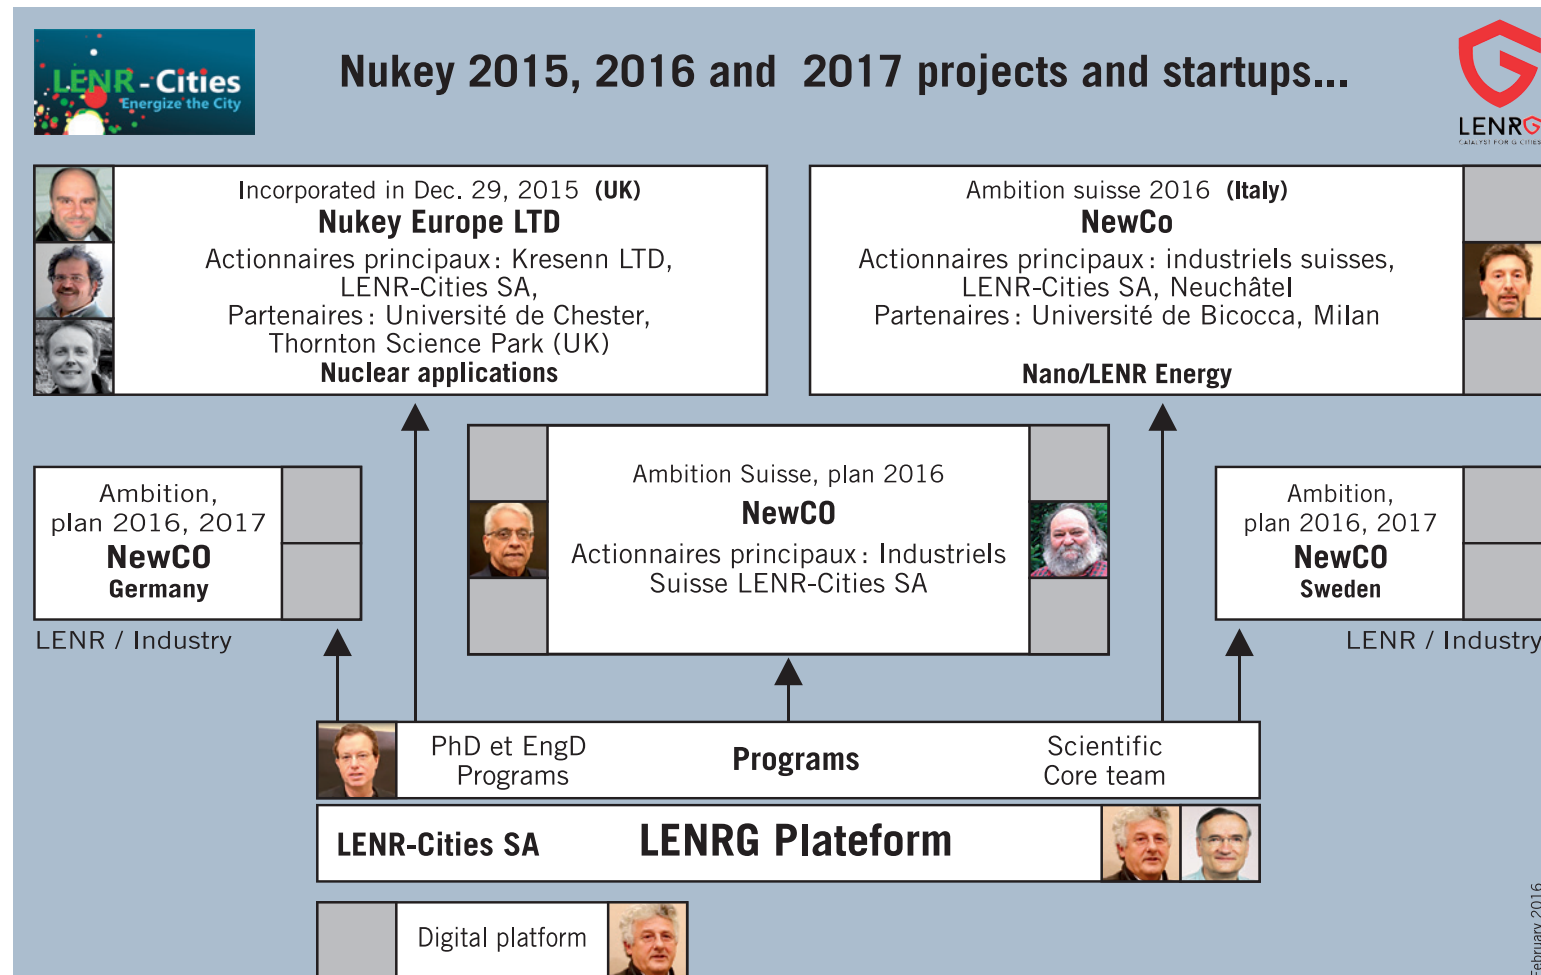 LENR-Cities
Energize the City
Nukey 2015, 2016 and 2017 projects and startups...
LENRG
CATALYST FOR G CITIES
Incorporated in Dec. 29, 2015 (UK)
Nukey Europe LTD
Actionnaires principaux: Kresenn LTD,
LENR-Cities SA,
Partenaires: Université de Chester,
Thornton Science Park (UK)
Nuclear applications
Ambition suisse 2016 (Italy)
NewCo
Actionnaires principaux: industriels suisses,
LENR-Cities SA, Neuchâtel
Partenaires: Université de Bicocca, Milan
Nano/LENR Energy
Ambition,
plan 2016, 2017
NewCO
Germany
LENR / Industry
Ambition Suisse, plan 2016
NewCO
Actionnaires principaux: Industriels
Suisse LENR-Cities SA
Ambition,
plan 2016, 2017
NewCO
Sweden
LENR / Industry
PhD et EngD
Programs
Programs
Scientific
Core team
LENR-Cities SA
LENRG Plateform
Digital platform
February 2016